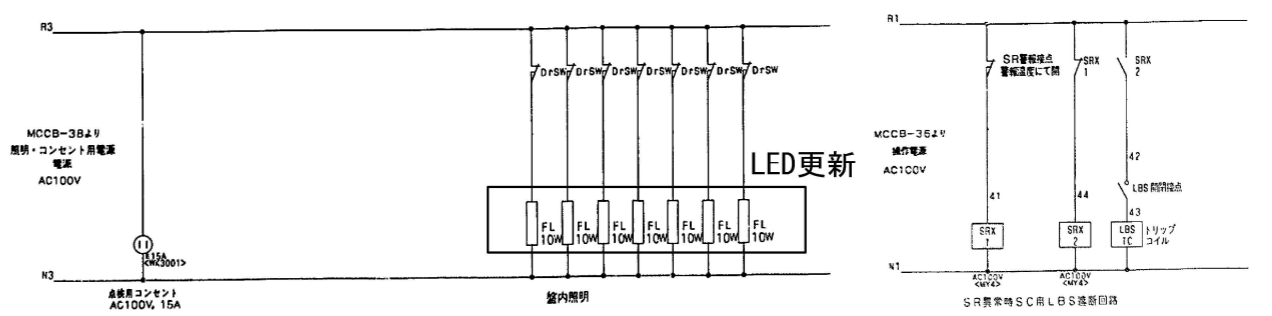 R3
DrSW DrSW DrSW DrSW DrSW DrSW DrSW
MCCB-38より
照明・コンセント用電源
電源
AC100V
LED更新
FL FL FL FL FL FL FL
10W 10W 10W 10W 10W 10W 10W
E15A
<WK3001>
N3
点検用コンセント
AC100V, 15A
盤内照明
R1
SR警報接点
警報温度にて開
SRX
1
SRX
2
MCCB-36より
操作電源
AC100V
42
LBS開閉接点
41
44
43
SRX
1
SRX
2
LBS
TC
トリップ
コイル
N1
AC100V
<MY4>
AC100V
<MY4>
SR異常時SC用LBS遮断回路